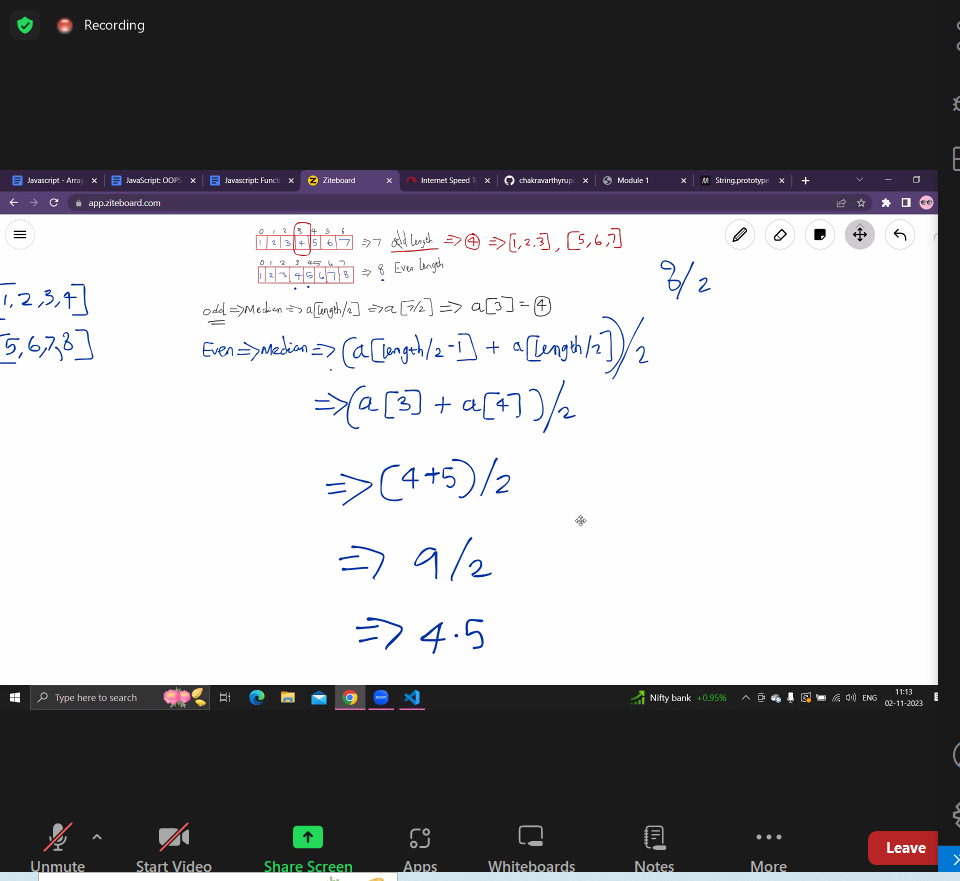 Recording
Javascript - Array
JavaScript: OOPS
Javascript: Functi
Ziteboard
Internet Speed T
chakravarthyrup
Module 1
String.prototype.
app.ziteboard.com
0 1 2 3 4 5 6
1 2 3 4 5 6 7 => 7 odd length => 4 => [1,2,3], [5,6,7]
0 1 2 3 4 5 6 7
1 2 3 4 5 6 7 8 => 8 Even length
8/2
1,2,3,4]
5,6,7,8]
odd => Median => a[length/2] => a[7/2] => a[3] = 4
Even => Median => (a[length/2-1] + a[length/2])/2
=> (a[3] + a[4])/2
=> (4+5)/2
=> 9/2
=> 4.5
Type here to search
Nifty bank +0.95%
ENG
11:13
02-11-2023
Unmute
Start Video
Share Screen
Apps
Whiteboards
Notes
More
Leave